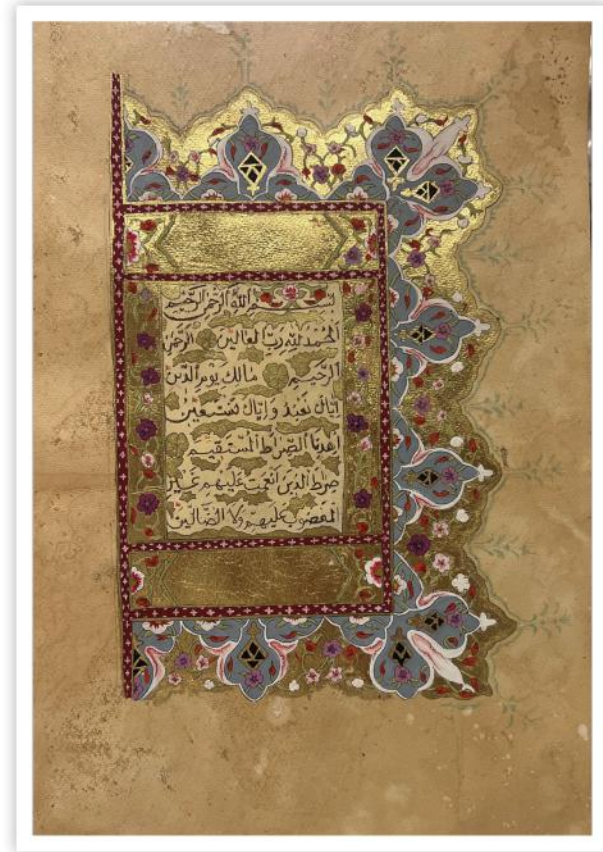 بسم الله الرحمن الرحيم
الحمد لله رب العالمين الرحمن
الرحيم مالك يوم الدين
اياك نعبد واياك نستعين
اهدنا الصراط المستقيم
صراط الذين انعمت عليهم غير
المغضوب عليهم ولا الضالين